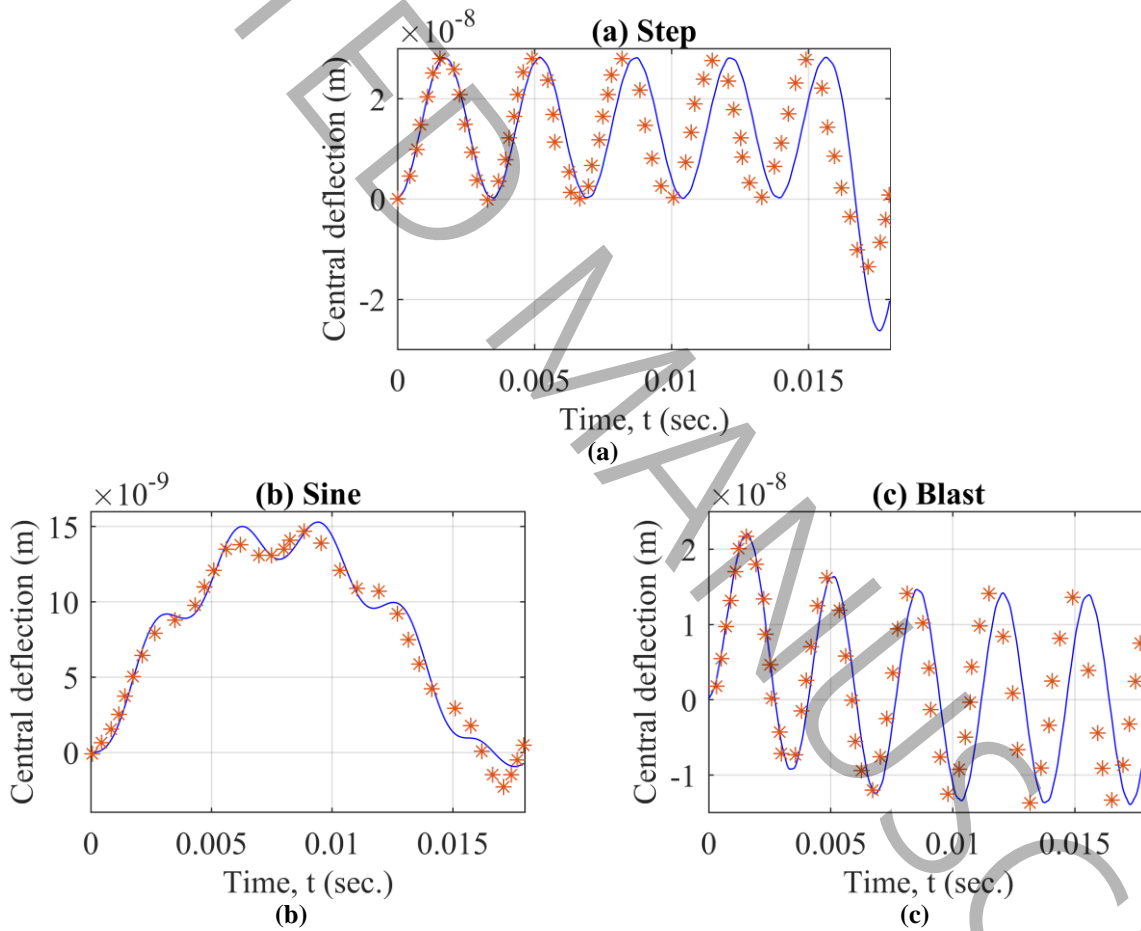 ×10⁻⁸
(a) Step
Central deflection (m)
2
0
-2
0 0.005 0.01 0.015
Time, t (sec.)
(a)
×10⁻⁹
(b) Sine
Central deflection (m)
15
10
5
0
0 0.005 0.01 0.015
Time, t (sec.)
(b)
×10⁻⁸
(c) Blast
Central deflection (m)
2
1
0
-1
0 0.005 0.01 0.015
Time, t (sec.)
(c)
ED MANUSC